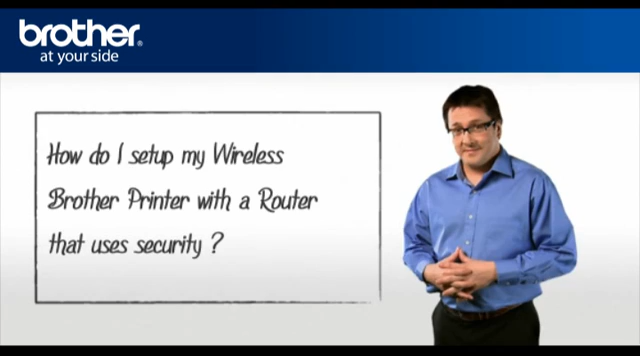 brother
at your side
How do I setup my Wireless
Brother Printer with a Router
that uses security ?